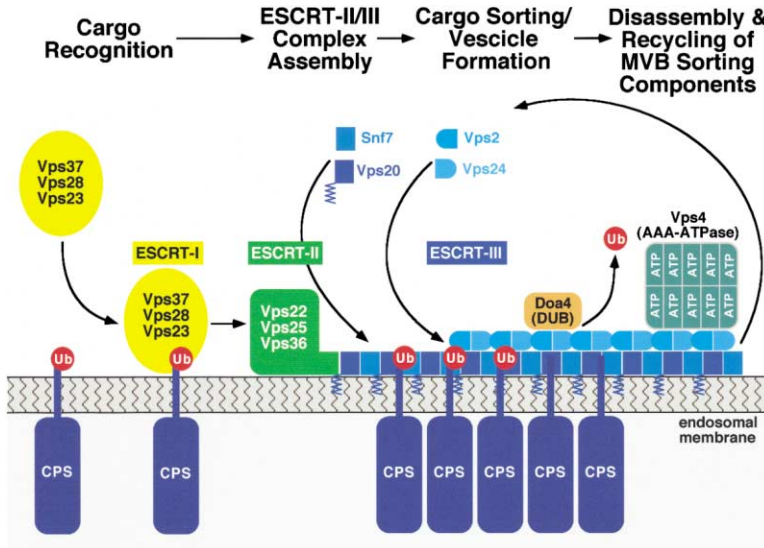 Cargo
Recognition
ESCRT-II/III
Complex
Assembly
Cargo Sorting/
Vescicle
Formation
Disassembly &
Recycling of
MVB Sorting
Components
Vps37
Vps28
Vps23
Snf7
Vps20
Vps2
Vps24
Vps4
(AAA-ATPase)
ATP ATP ATP ATP ATP
ATP ATP ATP ATP ATP
Ub
ESCRT-I
ESCRT-II
ESCRT-III
Vps37
Vps28
Vps23
Vps22
Vps25
Vps36
Doa4
(DUB)
Ub
Ub
Ub
Ub
Ub
endosomal
membrane
CPS
CPS
CPS
CPS
CPS
CPS
CPS